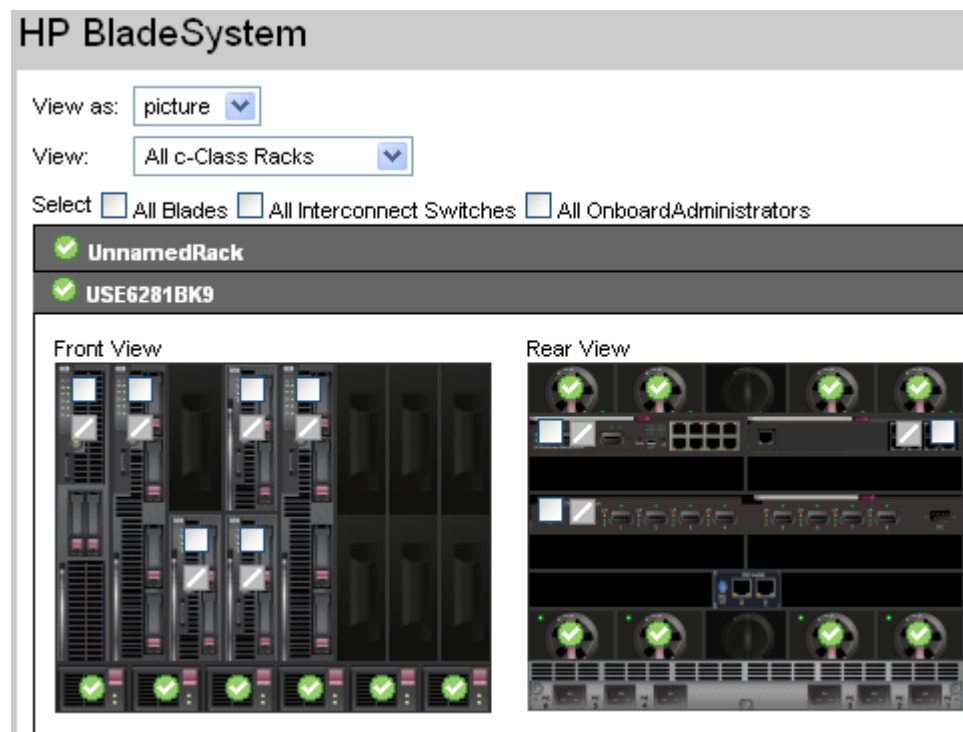 HP BladeSystem
View as: picture
View: All c-Class Racks
Select All Blades All Interconnect Switches All OnboardAdministrators
UnnamedRack
USE6281BK9
Front View Rear View